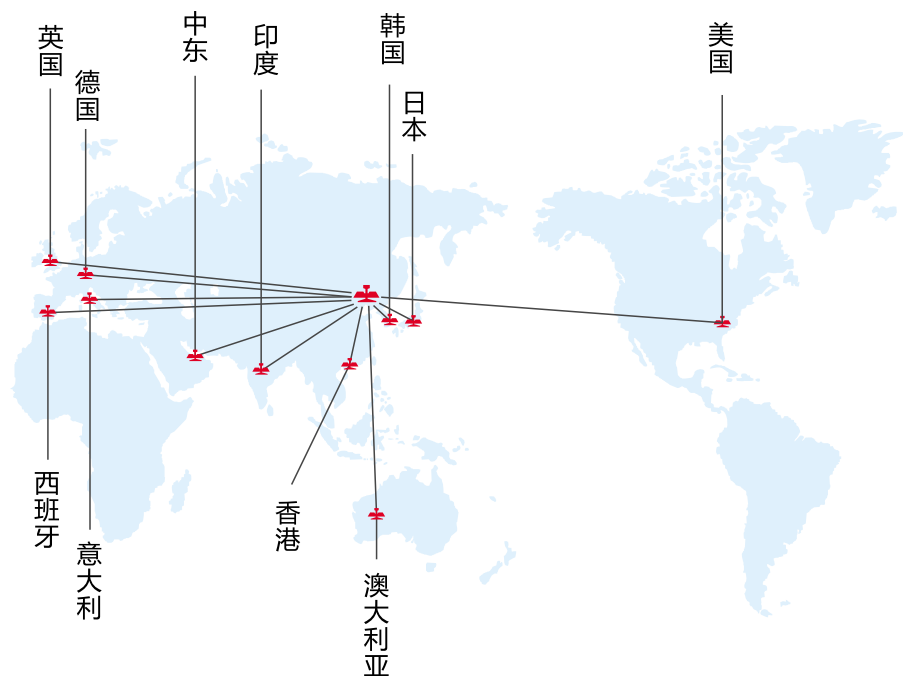 英国
德国
中东
印度
韩国
日本
美国
西班牙
意大利
香港
澳大利亚